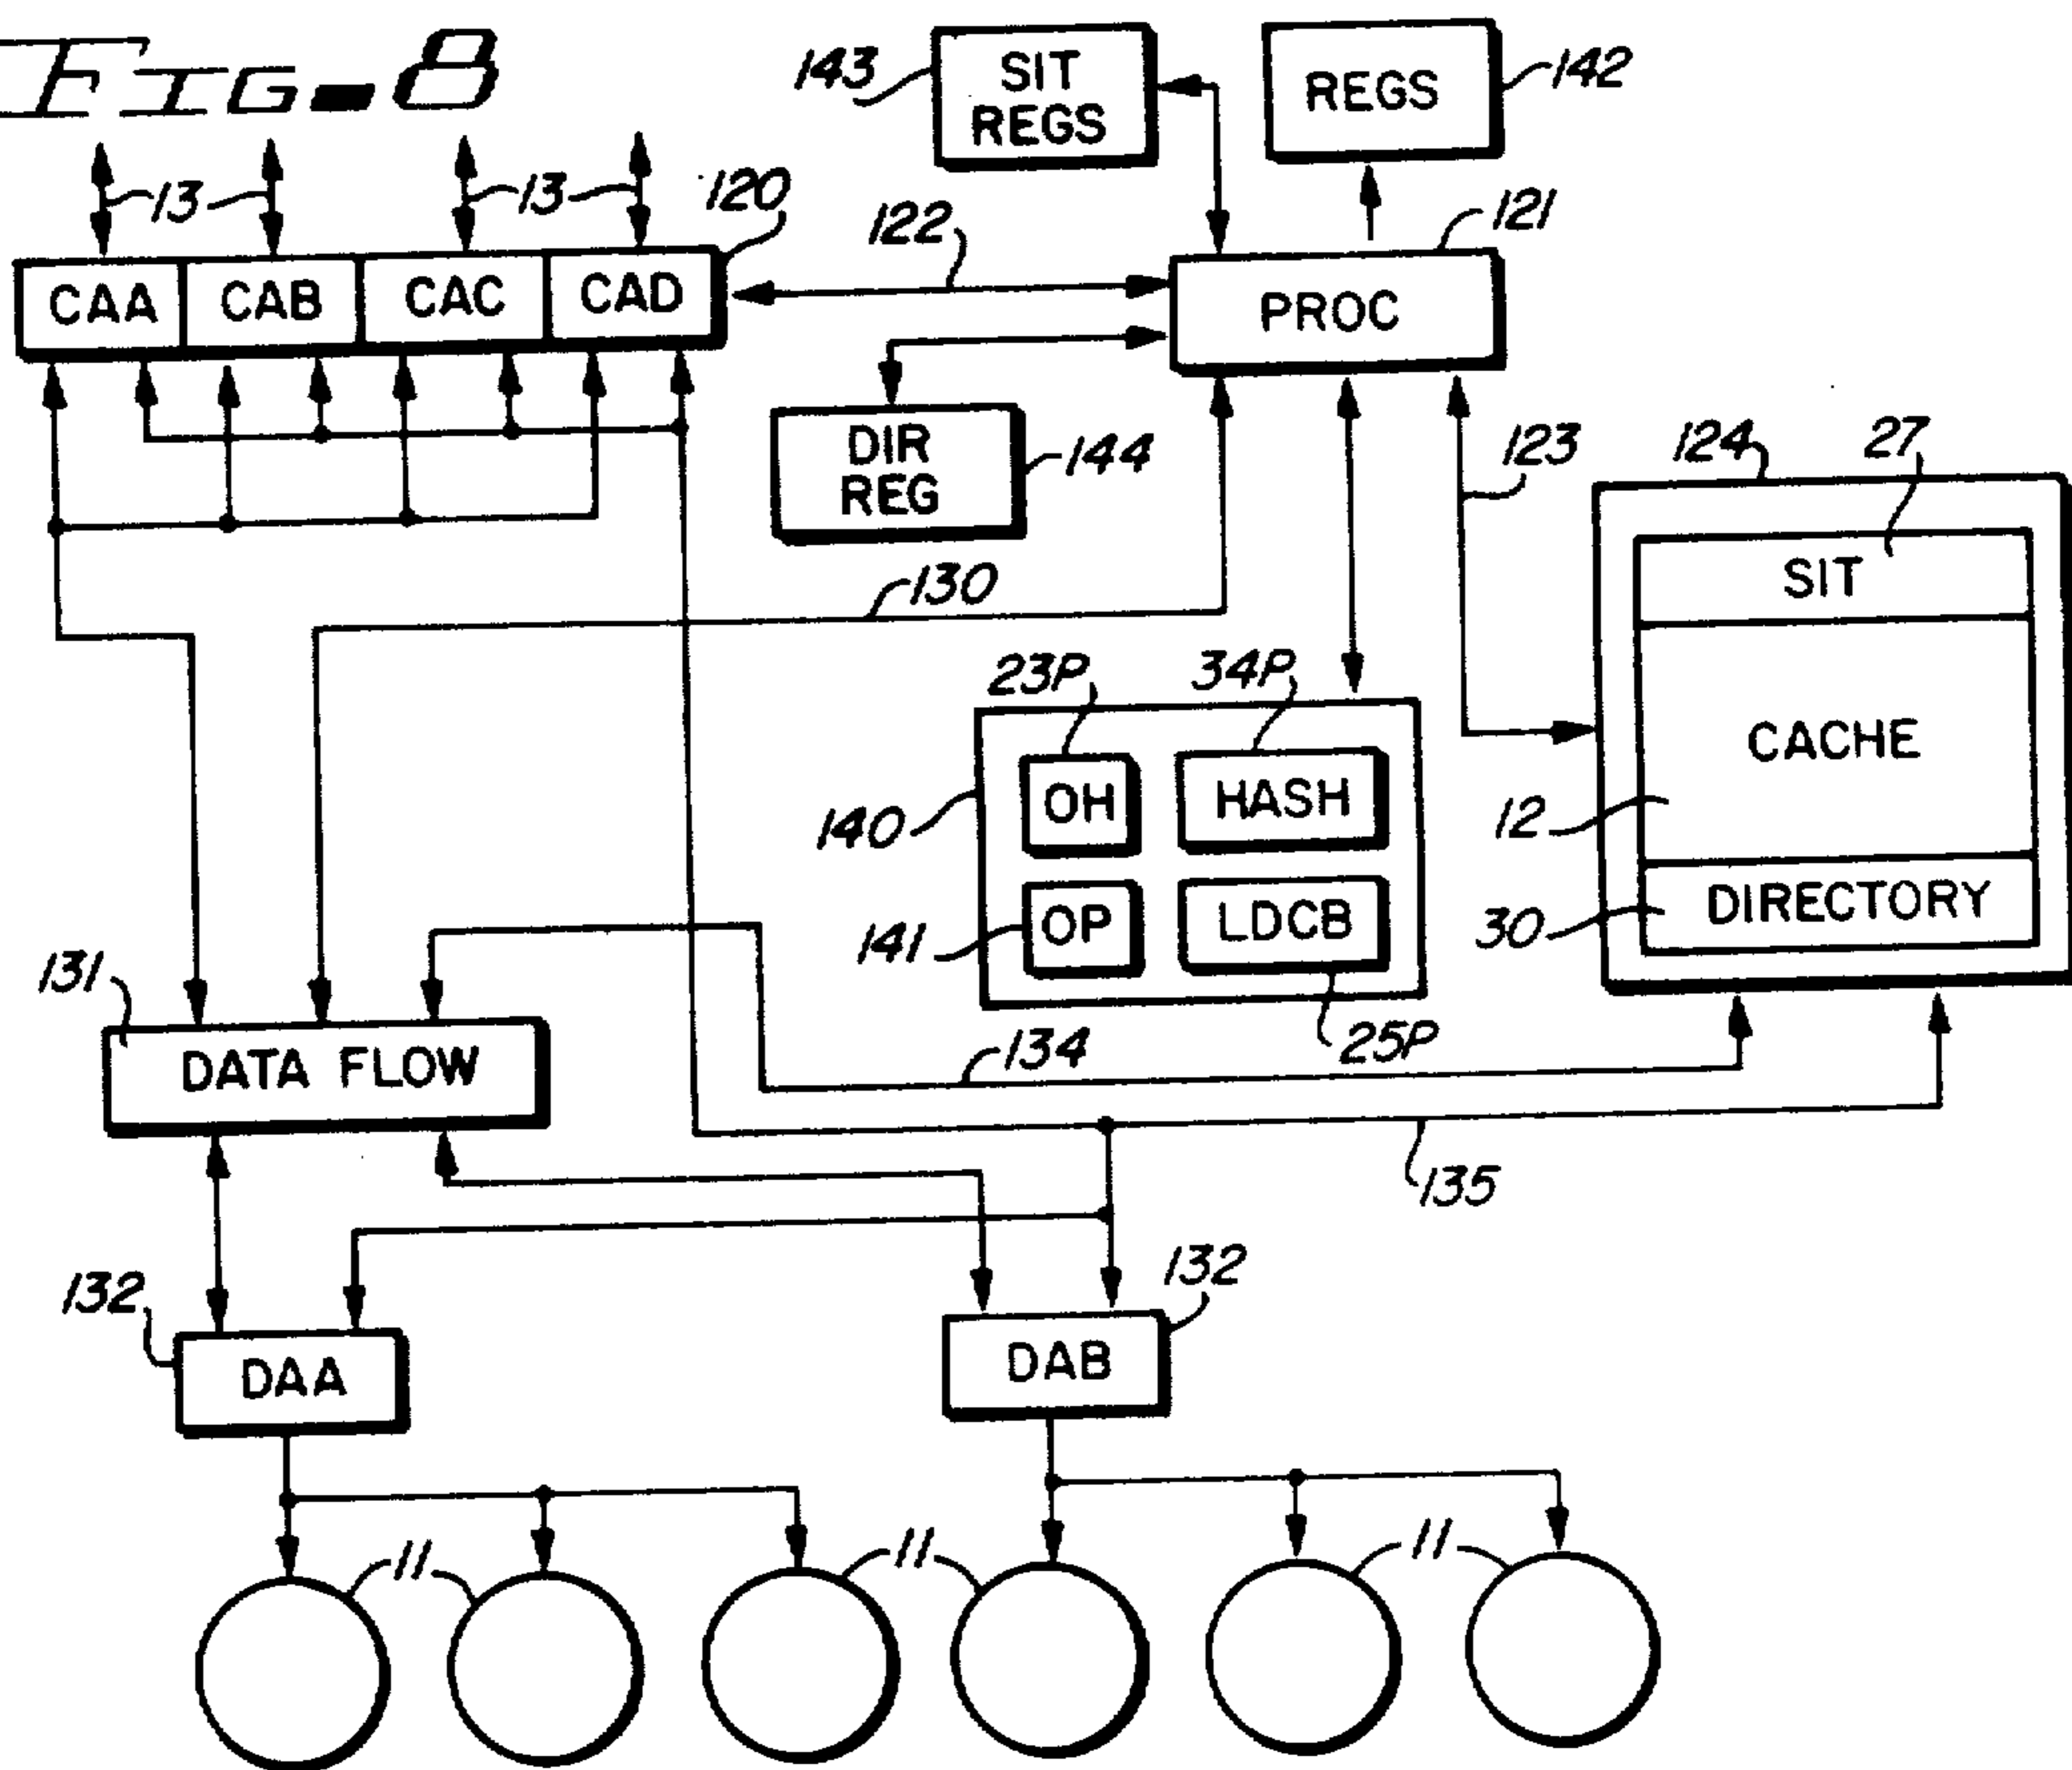 FIG. 8
143
SIT
REGS
REGS
142
13
13
120
122
121
CAA
CAB
CAC
CAD
PROC
DIR
REG
144
123
124
27
SIT
130
CACHE
23P
34P
OH
HASH
140
12
141
OP
LDCB
30
DIRECTORY
131
25P
134
DATA FLOW
135
132
132
DAA
DAB
11
11
11